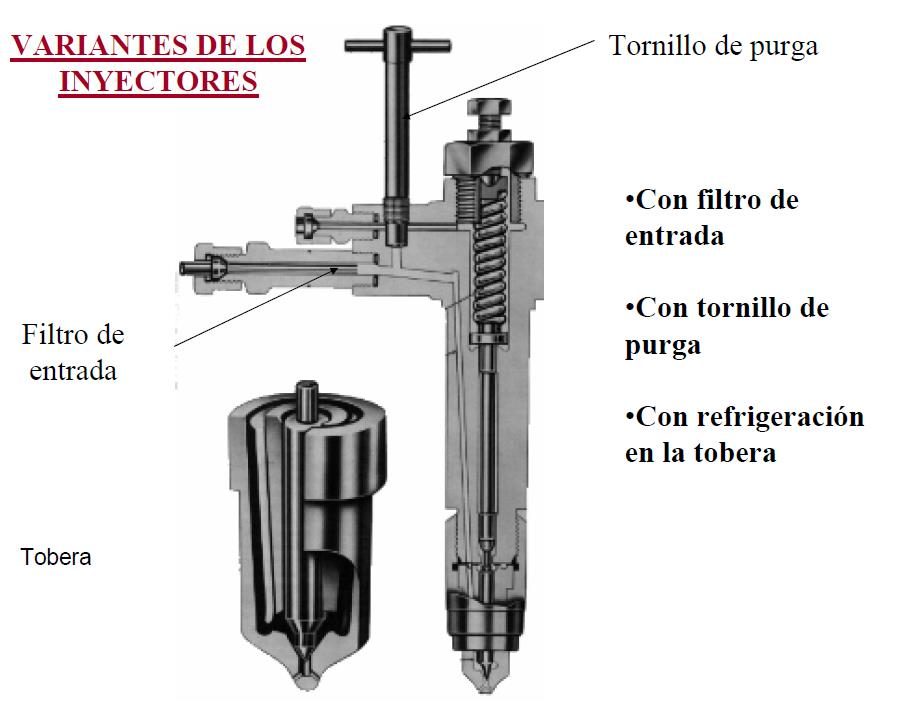 VARIANTES DE LOS
INYECTORES
Tornillo de purga
•Con filtro de
entrada
•Con tornillo de
purga
•Con refrigeración
en la tobera
Filtro de
entrada
Tobera